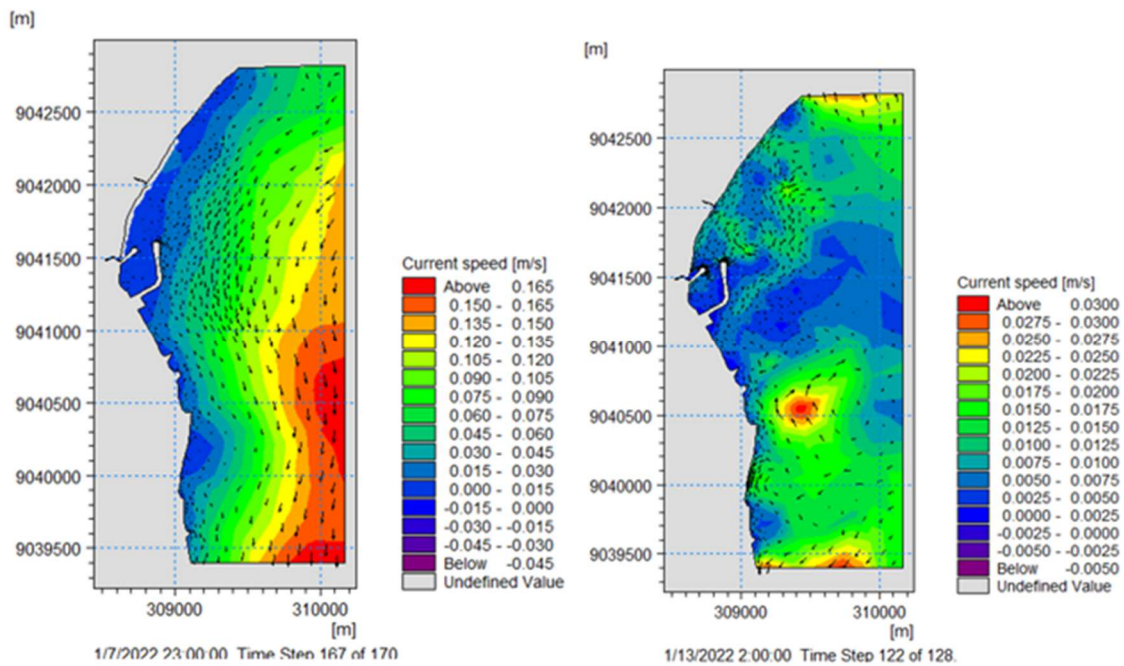 [m]
9042500
9042000
9041500
9041000
9040500
9040000
9039500
309000 310000
[m]
1/7/2022 23:00:00 Time Step 167 of 170
Current speed [m/s]
Above 0.165
0.150 - 0.165
0.135 - 0.150
0.120 - 0.135
0.105 - 0.120
0.090 - 0.105
0.075 - 0.090
0.060 - 0.075
0.045 - 0.060
0.030 - 0.045
0.015 - 0.030
0.000 - 0.015
-0.015 - 0.000
-0.030 - -0.015
-0.045 - -0.030
Below -0.045
Undefined Value
[m]
9042500
9042000
9041500
9041000
9040500
9040000
9039500
309000 310000
[m]
1/13/2022 2:00:00 Time Step 122 of 128.
Current speed [m/s]
Above 0.0300
0.0275 - 0.0300
0.0250 - 0.0275
0.0225 - 0.0250
0.0200 - 0.0225
0.0175 - 0.0200
0.0150 - 0.0175
0.0125 - 0.0150
0.0100 - 0.0125
0.0075 - 0.0100
0.0050 - 0.0075
0.0025 - 0.0050
0.0000 - 0.0025
-0.0025 - 0.0000
-0.0050 - -0.0025
Below -0.0050
Undefined Value